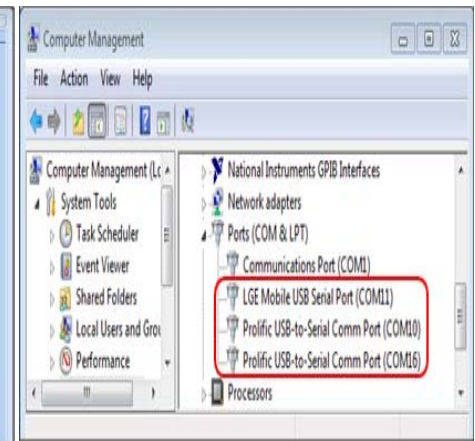 Computer Management
File Action View Help
Computer Management (Lc
System Tools
Task Scheduler
Event Viewer
Shared Folders
Local Users and Grou
Performance
National Instruments GPIB Interfaces
Network adapters
Ports (COM & LPT)
Communications Port (COM1)
LGE Mobile USB Serial Port (COM11)
Prolific USB-to-Serial Comm Port (COM10)
Prolific USB-to-Serial Comm Port (COM16)
Processors